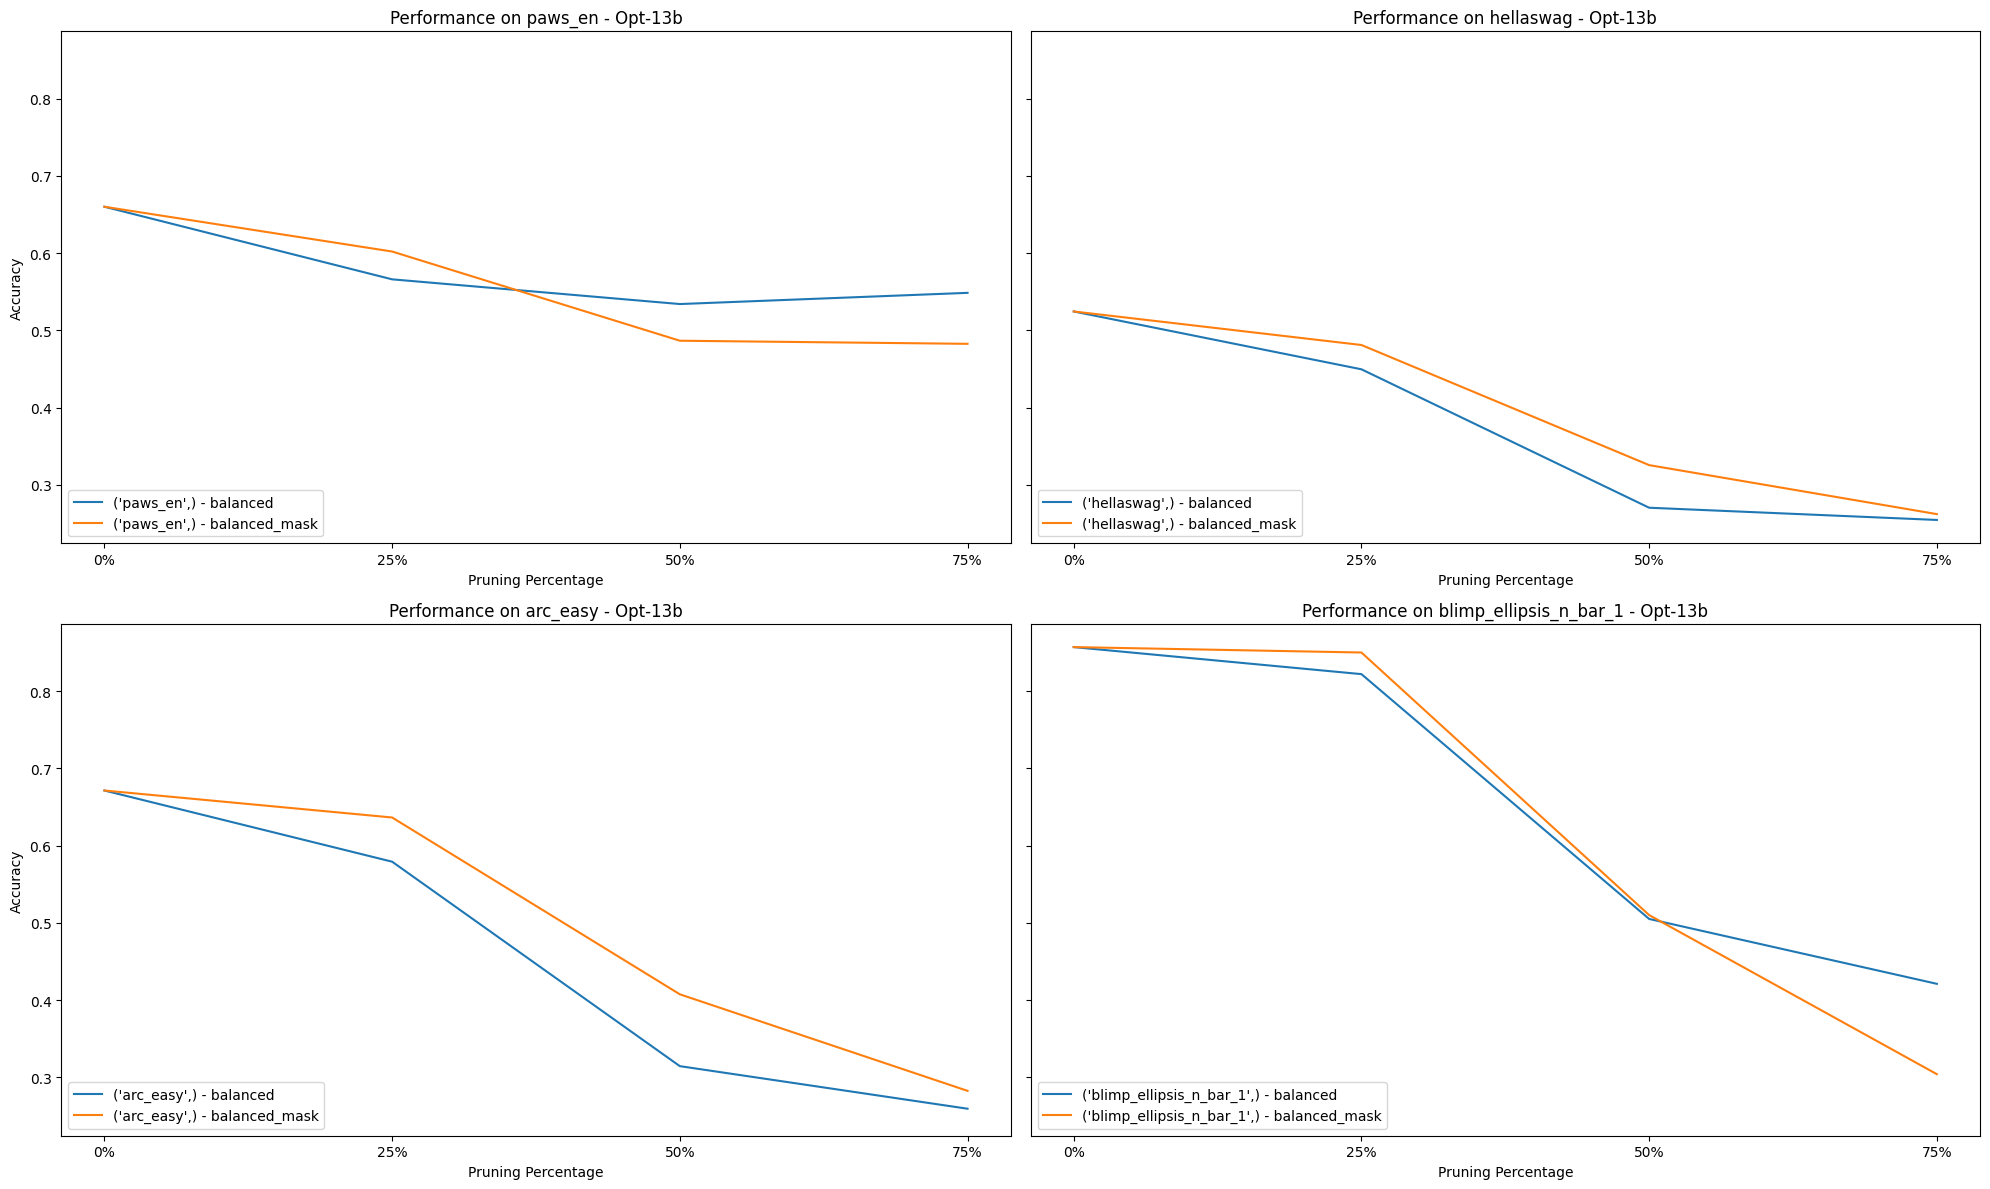 Performance on paws_en - Opt-13b
Accuracy
0.8
0.7
0.6
0.5
0.4
0.3
('paws_en',) - balanced
('paws_en',) - balanced_mask
0%
25%
50%
75%
Pruning Percentage
Performance on hellaswag - Opt-13b
('hellaswag',) - balanced
('hellaswag',) - balanced_mask
0%
25%
50%
75%
Pruning Percentage
Performance on arc_easy - Opt-13b
Accuracy
0.8
0.7
0.6
0.5
0.4
0.3
('arc_easy',) - balanced
('arc_easy',) - balanced_mask
0%
25%
50%
75%
Pruning Percentage
Performance on blimp_ellipsis_n_bar_1 - Opt-13b
('blimp_ellipsis_n_bar_1',) - balanced
('blimp_ellipsis_n_bar_1',) - balanced_mask
0%
25%
50%
75%
Pruning Percentage